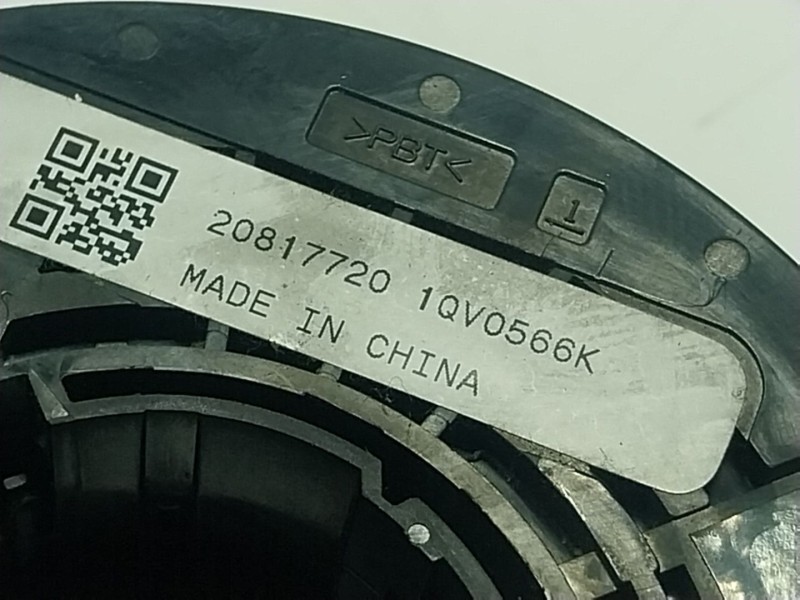 >PBT<
1
20817720 1QV0566K
MADE IN CHINA